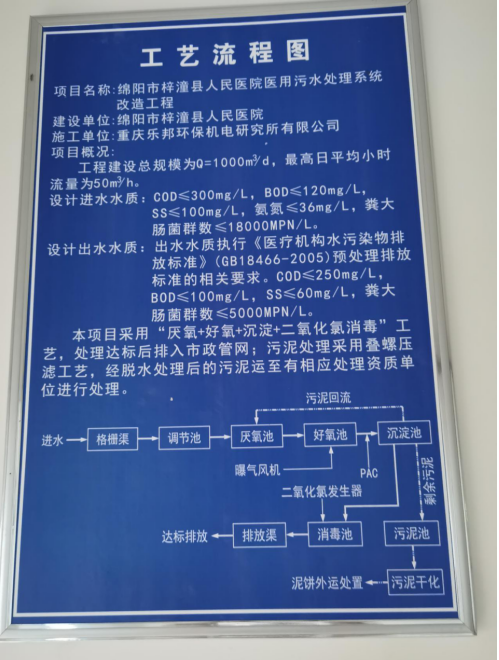 工艺流程图
项目名称:绵阳市梓潼县人民医院医用污水处理系统
改造工程
建设单位:绵阳市梓潼县人民医院
施工单位:重庆乐邦环保机电研究所有限公司
项目概况:
工程建设总规模为Q=1000m³/d，最高日平均小时
流量为50m³/h。
设计进水水质：COD≤300mg/L，BOD≤120mg/L，
SS≤100mg/L，氨氮≤36mg/L，粪大
肠菌群数≤18000MPN/L。
设计出水水质：出水水质执行《医疗机构水污染物排
放标准》(GB18466-2005)预处理排放
标准的相关要求。COD≤250mg/L，
BOD≤100mg/L，SS≤60mg/L，粪大
肠菌群数≤5000MPN/L。
本项目采用“厌氧+好氧+沉淀+二氧化氯消毒”工
艺，处理达标后排入市政管网；污泥处理采用叠螺压
滤工艺，经脱水处理后的污泥运至有相应处理资质单
位进行处理。
污泥回流
进水 格栅渠 调节池 厌氧池 好氧池 沉淀池
曝气风机 PAC 剩余污泥
二氧化氯发生器
达标排放 排放渠 消毒池 污泥池
泥饼外运处置 污泥干化